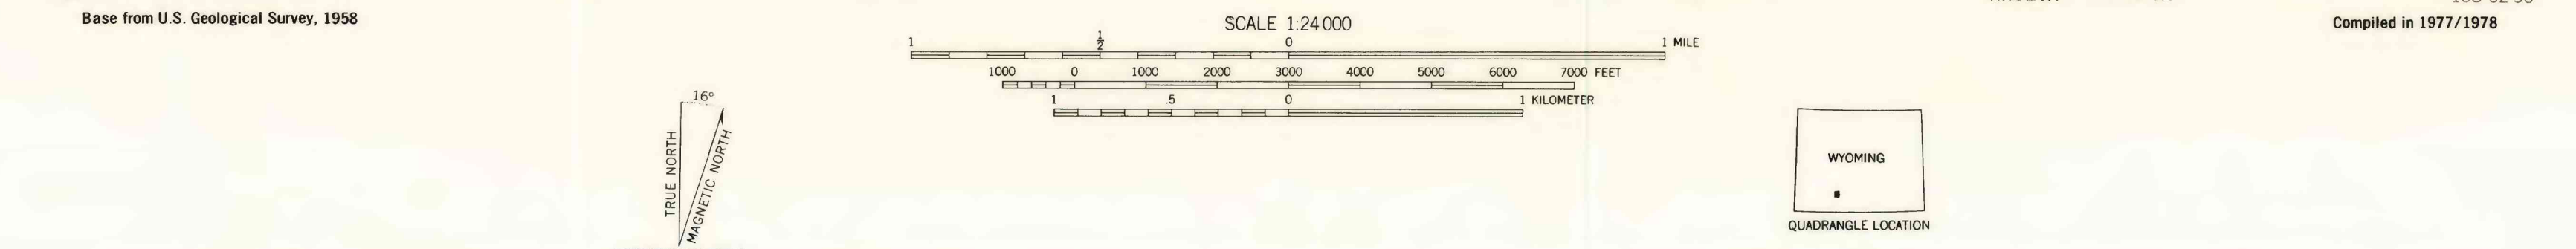 Base from U.S. Geological Survey, 1958
SCALE 1:24 000
Compiled in 1977/1978
1 1/2 0 1 MILE
1000 0 1000 2000 3000 4000 5000 6000 7000 FEET
1 .5 0 1 KILOMETER
16°
TRUE NORTH
MAGNETIC NORTH
WYOMING
QUADRANGLE LOCATION